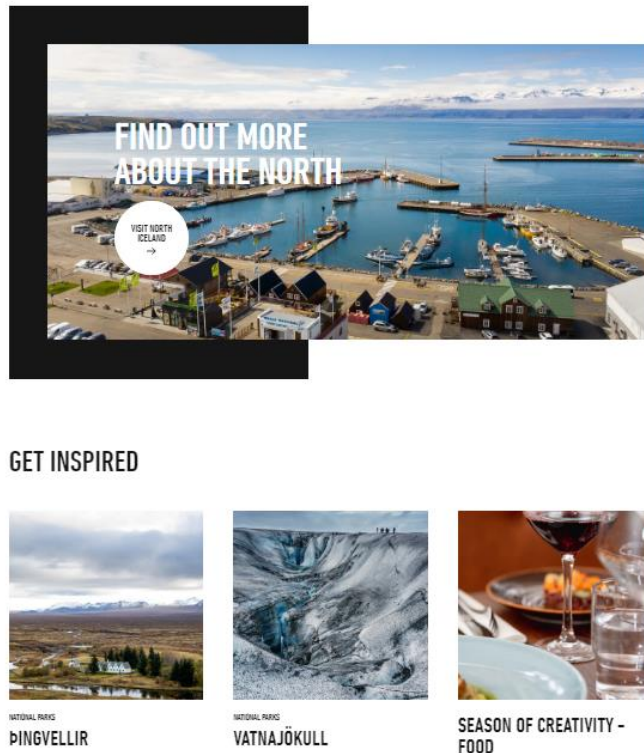 FIND OUT MORE
ABOUT THE NORTH
VISIT NORTH
ICELAND
GET INSPIRED
NATIONAL PARKS
ÞINGVELLIR
NATIONAL PARKS
VATNAJÖKULL
SEASON OF CREATIVITY -
FOOD